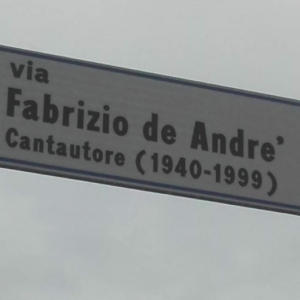 via
Fabrizio de Andre'
Cantautore (1940-1999)